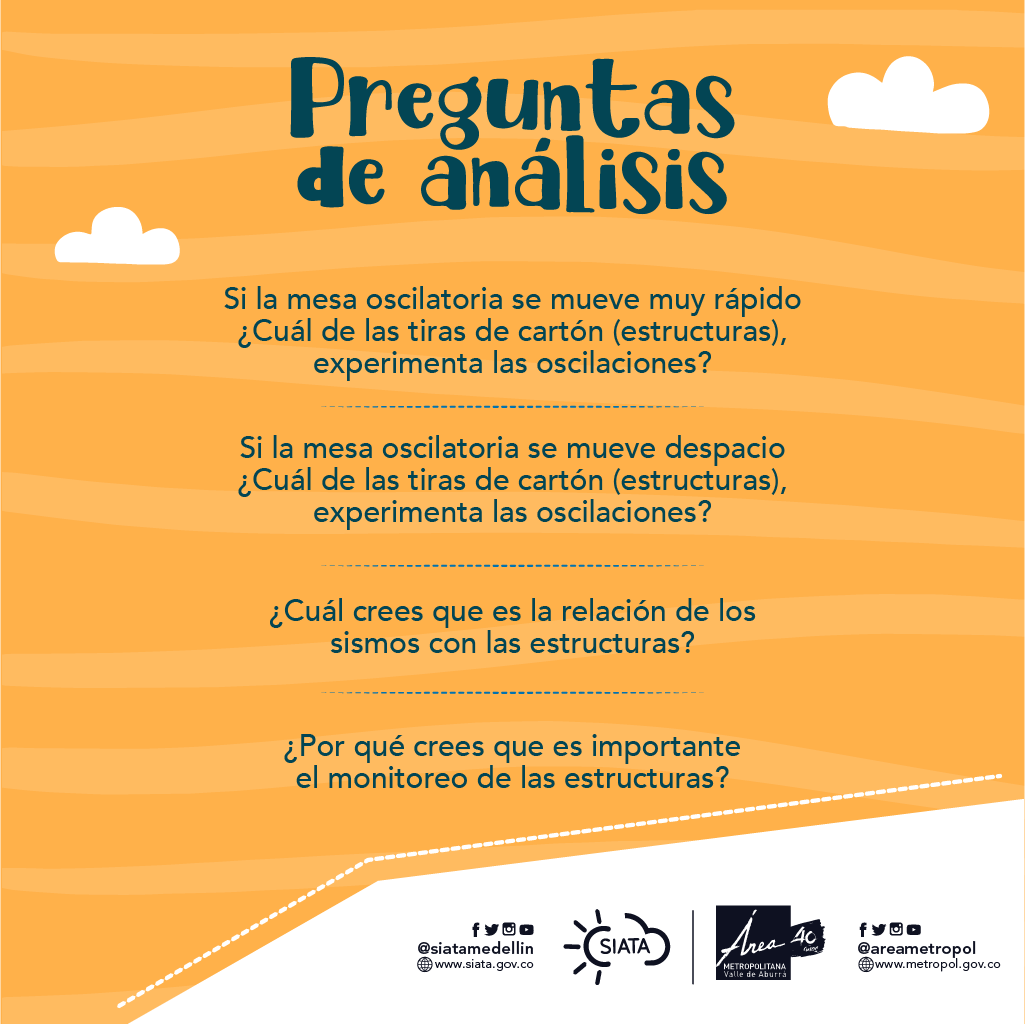 Preguntas
de análisis
Si la mesa oscilatoria se mueve muy rápido
¿Cuál de las tiras de cartón (estructuras),
experimenta las oscilaciones?
Si la mesa oscilatoria se mueve despacio
¿Cuál de las tiras de cartón (estructuras),
experimenta las oscilaciones?
¿Cuál crees que es la relación de los
sismos con las estructuras?
¿Por qué crees que es importante
el monitoreo de las estructuras?
@siatamedellin
www.siata.gov.co
SIATA
Área
40
METROPOLITANA
Valle de Aburrá
@areametropol
www.metropol.gov.co